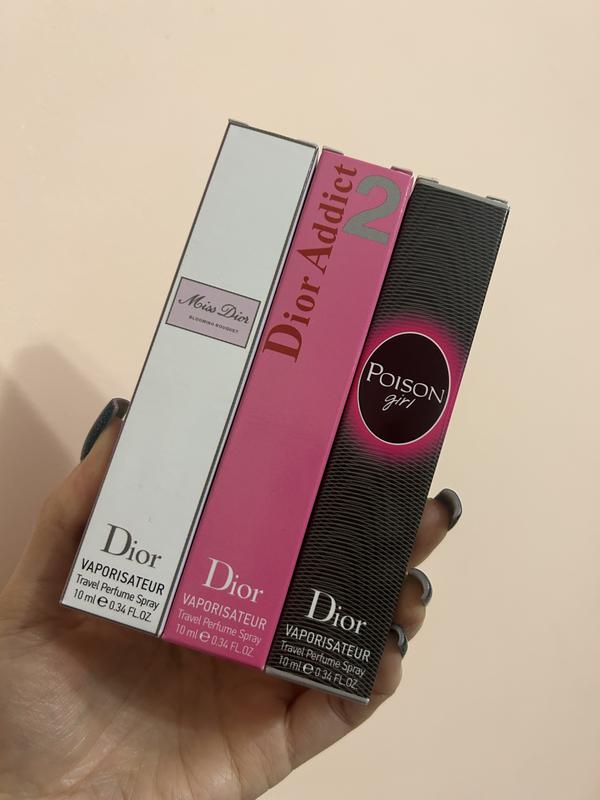 Miss Dior
BLOOMING BOUQUET
Dior
VAPORISATEUR
Travel Perfume Spray
10 ml e 0.34 FL.OZ.
Dior Addict
2
Dior
VAPORISATEUR
Travel Perfume Spray
10 ml e 0.34 FL.OZ.
POISON
girl
Dior
VAPORISATEUR
Travel Perfume Spray
10 ml e 0.34 FL.OZ.